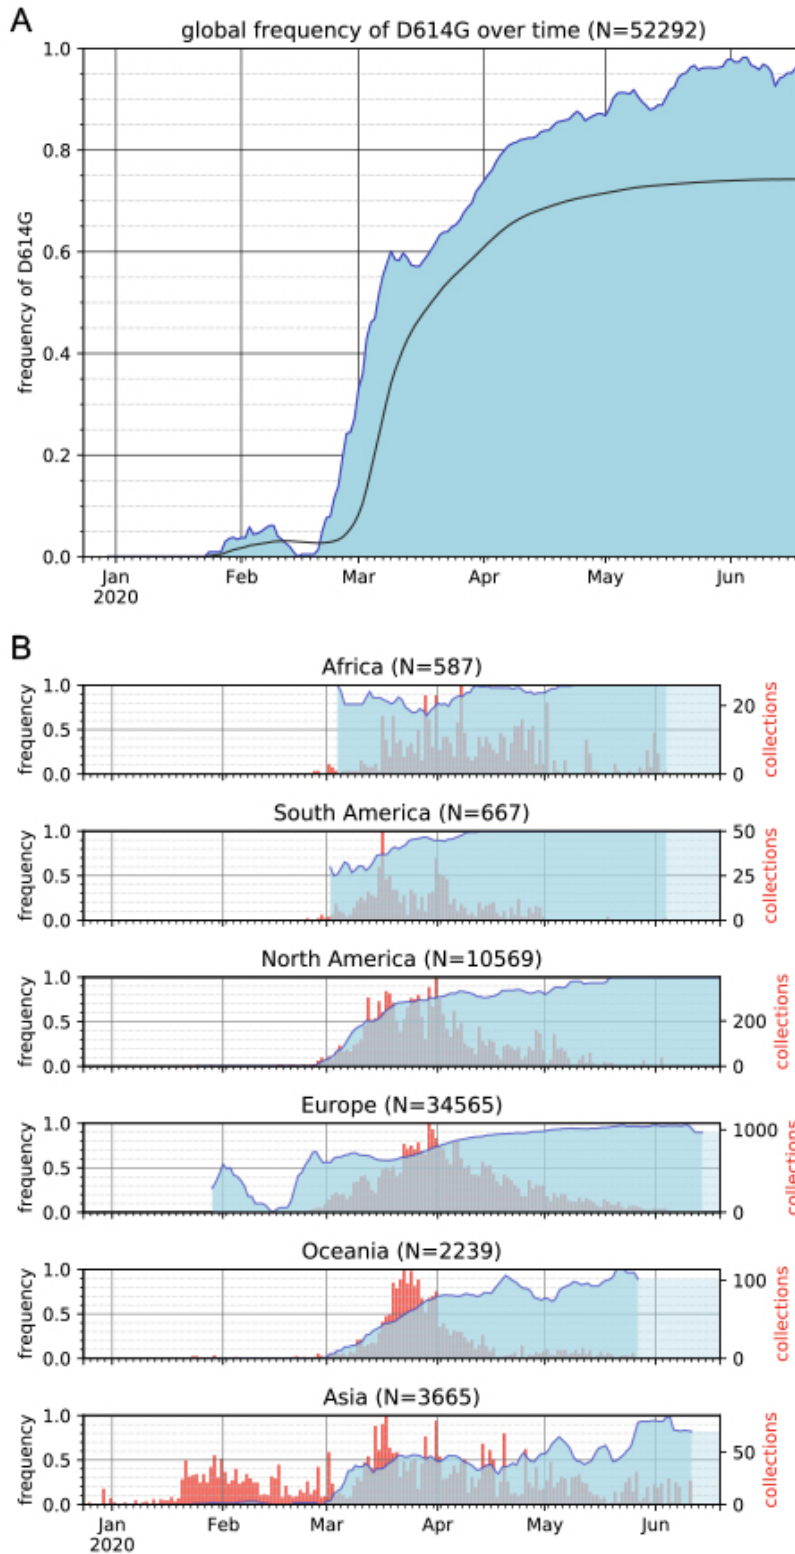 A
global frequency of D614G over time (N=52292)
frequency of D614G
1.0
0.8
0.6
0.4
0.2
0.0
Jan Feb Mar Apr May Jun
2020
B
Africa (N=587)
frequency
1.0
0.5
0.0
20
0
collections
South America (N=667)
frequency
1.0
0.5
0.0
50
25
0
collections
North America (N=10569)
frequency
1.0
0.5
0.0
200
0
collections
Europe (N=34565)
frequency
1.0
0.5
0.0
1000
0
collections
Oceania (N=2239)
frequency
1.0
0.5
0.0
100
0
collections
Asia (N=3665)
frequency
1.0
0.5
0.0
50
0
collections
Jan Feb Mar Apr May Jun
2020